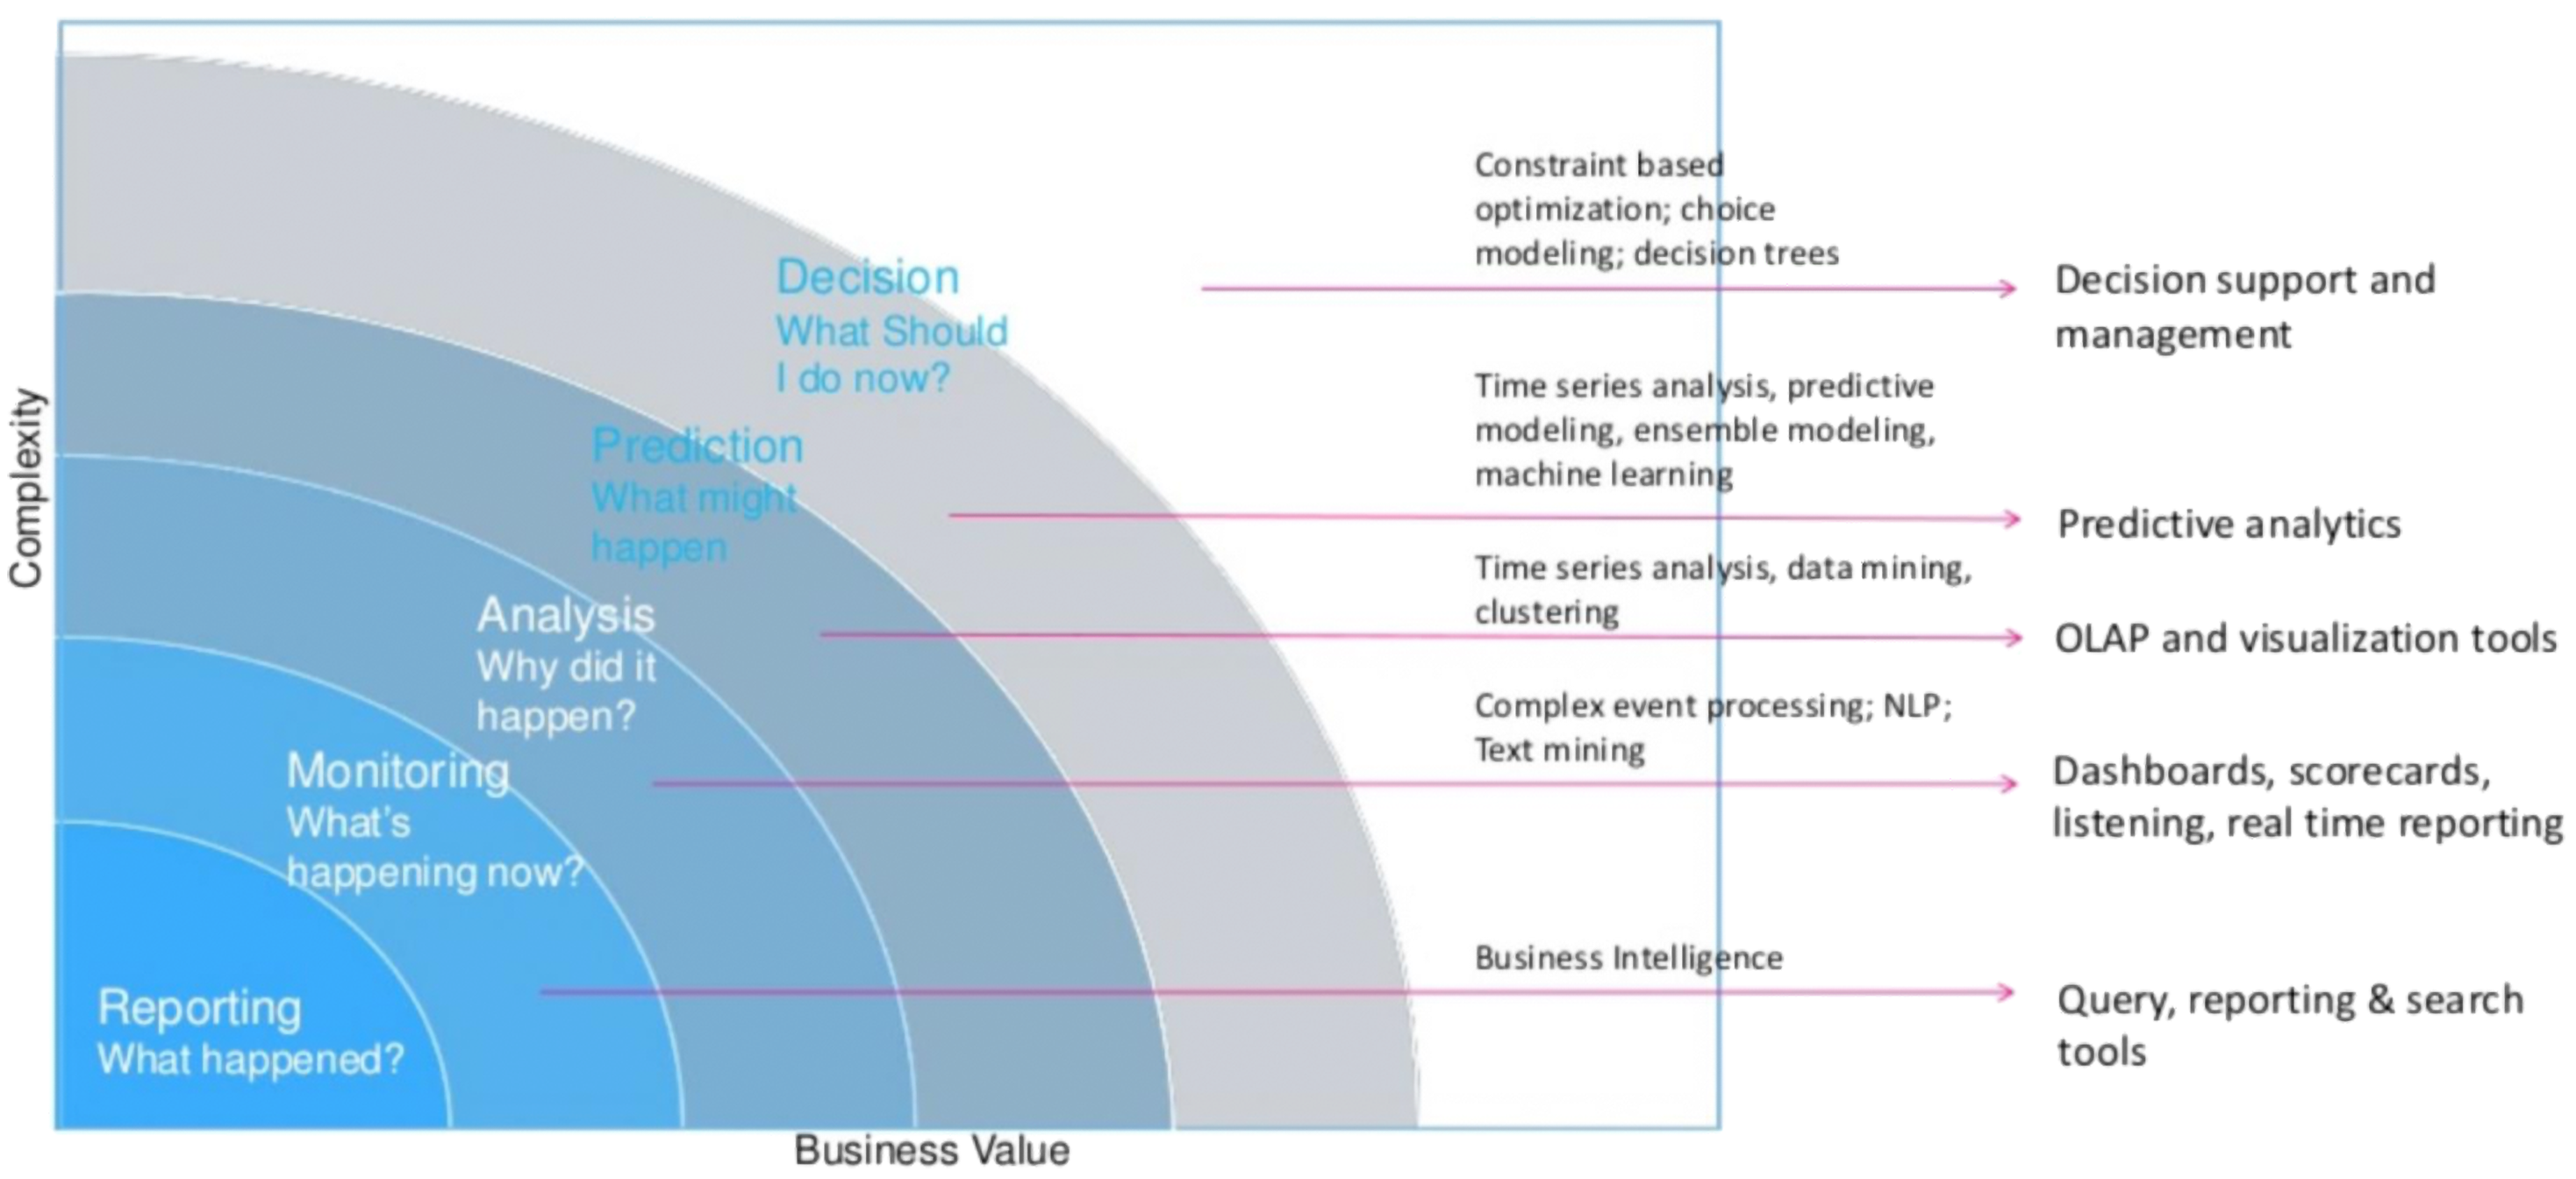 Complexity
Decision
What Should
I do now?
Prediction
What might
happen
Analysis
Why did it
happen?
Monitoring
What's
happening now?
Reporting
What happened?
Business Value
Constraint based
optimization; choice
modeling; decision trees
Decision support and
management
Time series analysis, predictive
modeling, ensemble modeling,
machine learning
Predictive analytics
Time series analysis, data mining,
clustering
OLAP and visualization tools
Complex event processing; NLP;
Text mining
Dashboards, scorecards,
listening, real time reporting
Business Intelligence
Query, reporting & search
tools